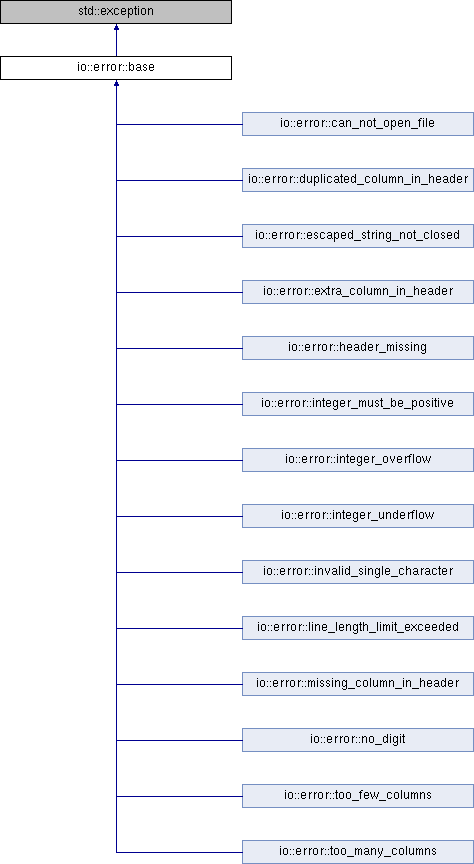 std::exception
io::error::base
io::error::can_not_open_file
io::error::duplicated_column_in_header
io::error::escaped_string_not_closed
io::error::extra_column_in_header
io::error::header_missing
io::error::integer_must_be_positive
io::error::integer_overflow
io::error::integer_underflow
io::error::invalid_single_character
io::error::line_length_limit_exceeded
io::error::missing_column_in_header
io::error::no_digit
io::error::too_few_columns
io::error::too_many_columns